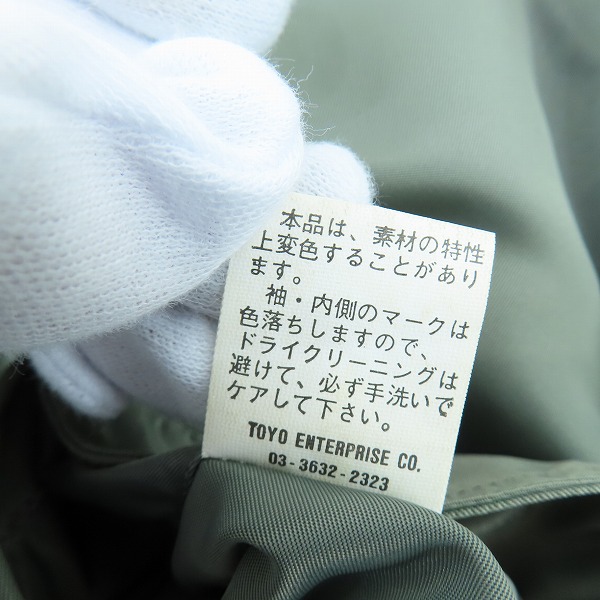 本品は、素材の特性
上変色することがあり
ます。
袖・内側のマークは
色落ちしますので、
ドライクリーニングは
避けて、必ず手洗いで
ケアして下さい。
TOYO ENTERPRISE CO.
03-3632-2323